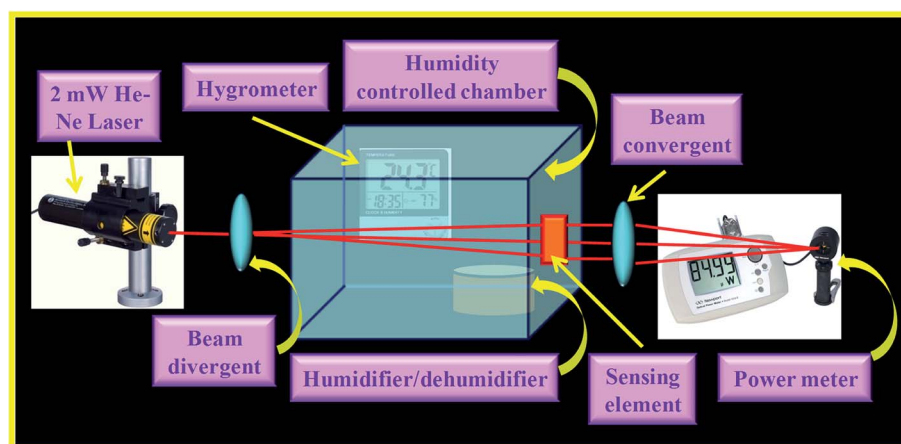 2 mW He-
Ne Laser
Hygrometer
Humidity
controlled chamber
Beam
convergent
24.3
18:35
77
84.99
W
Newport
Beam
divergent
Humidifier/dehumidifier
Sensing
element
Power meter